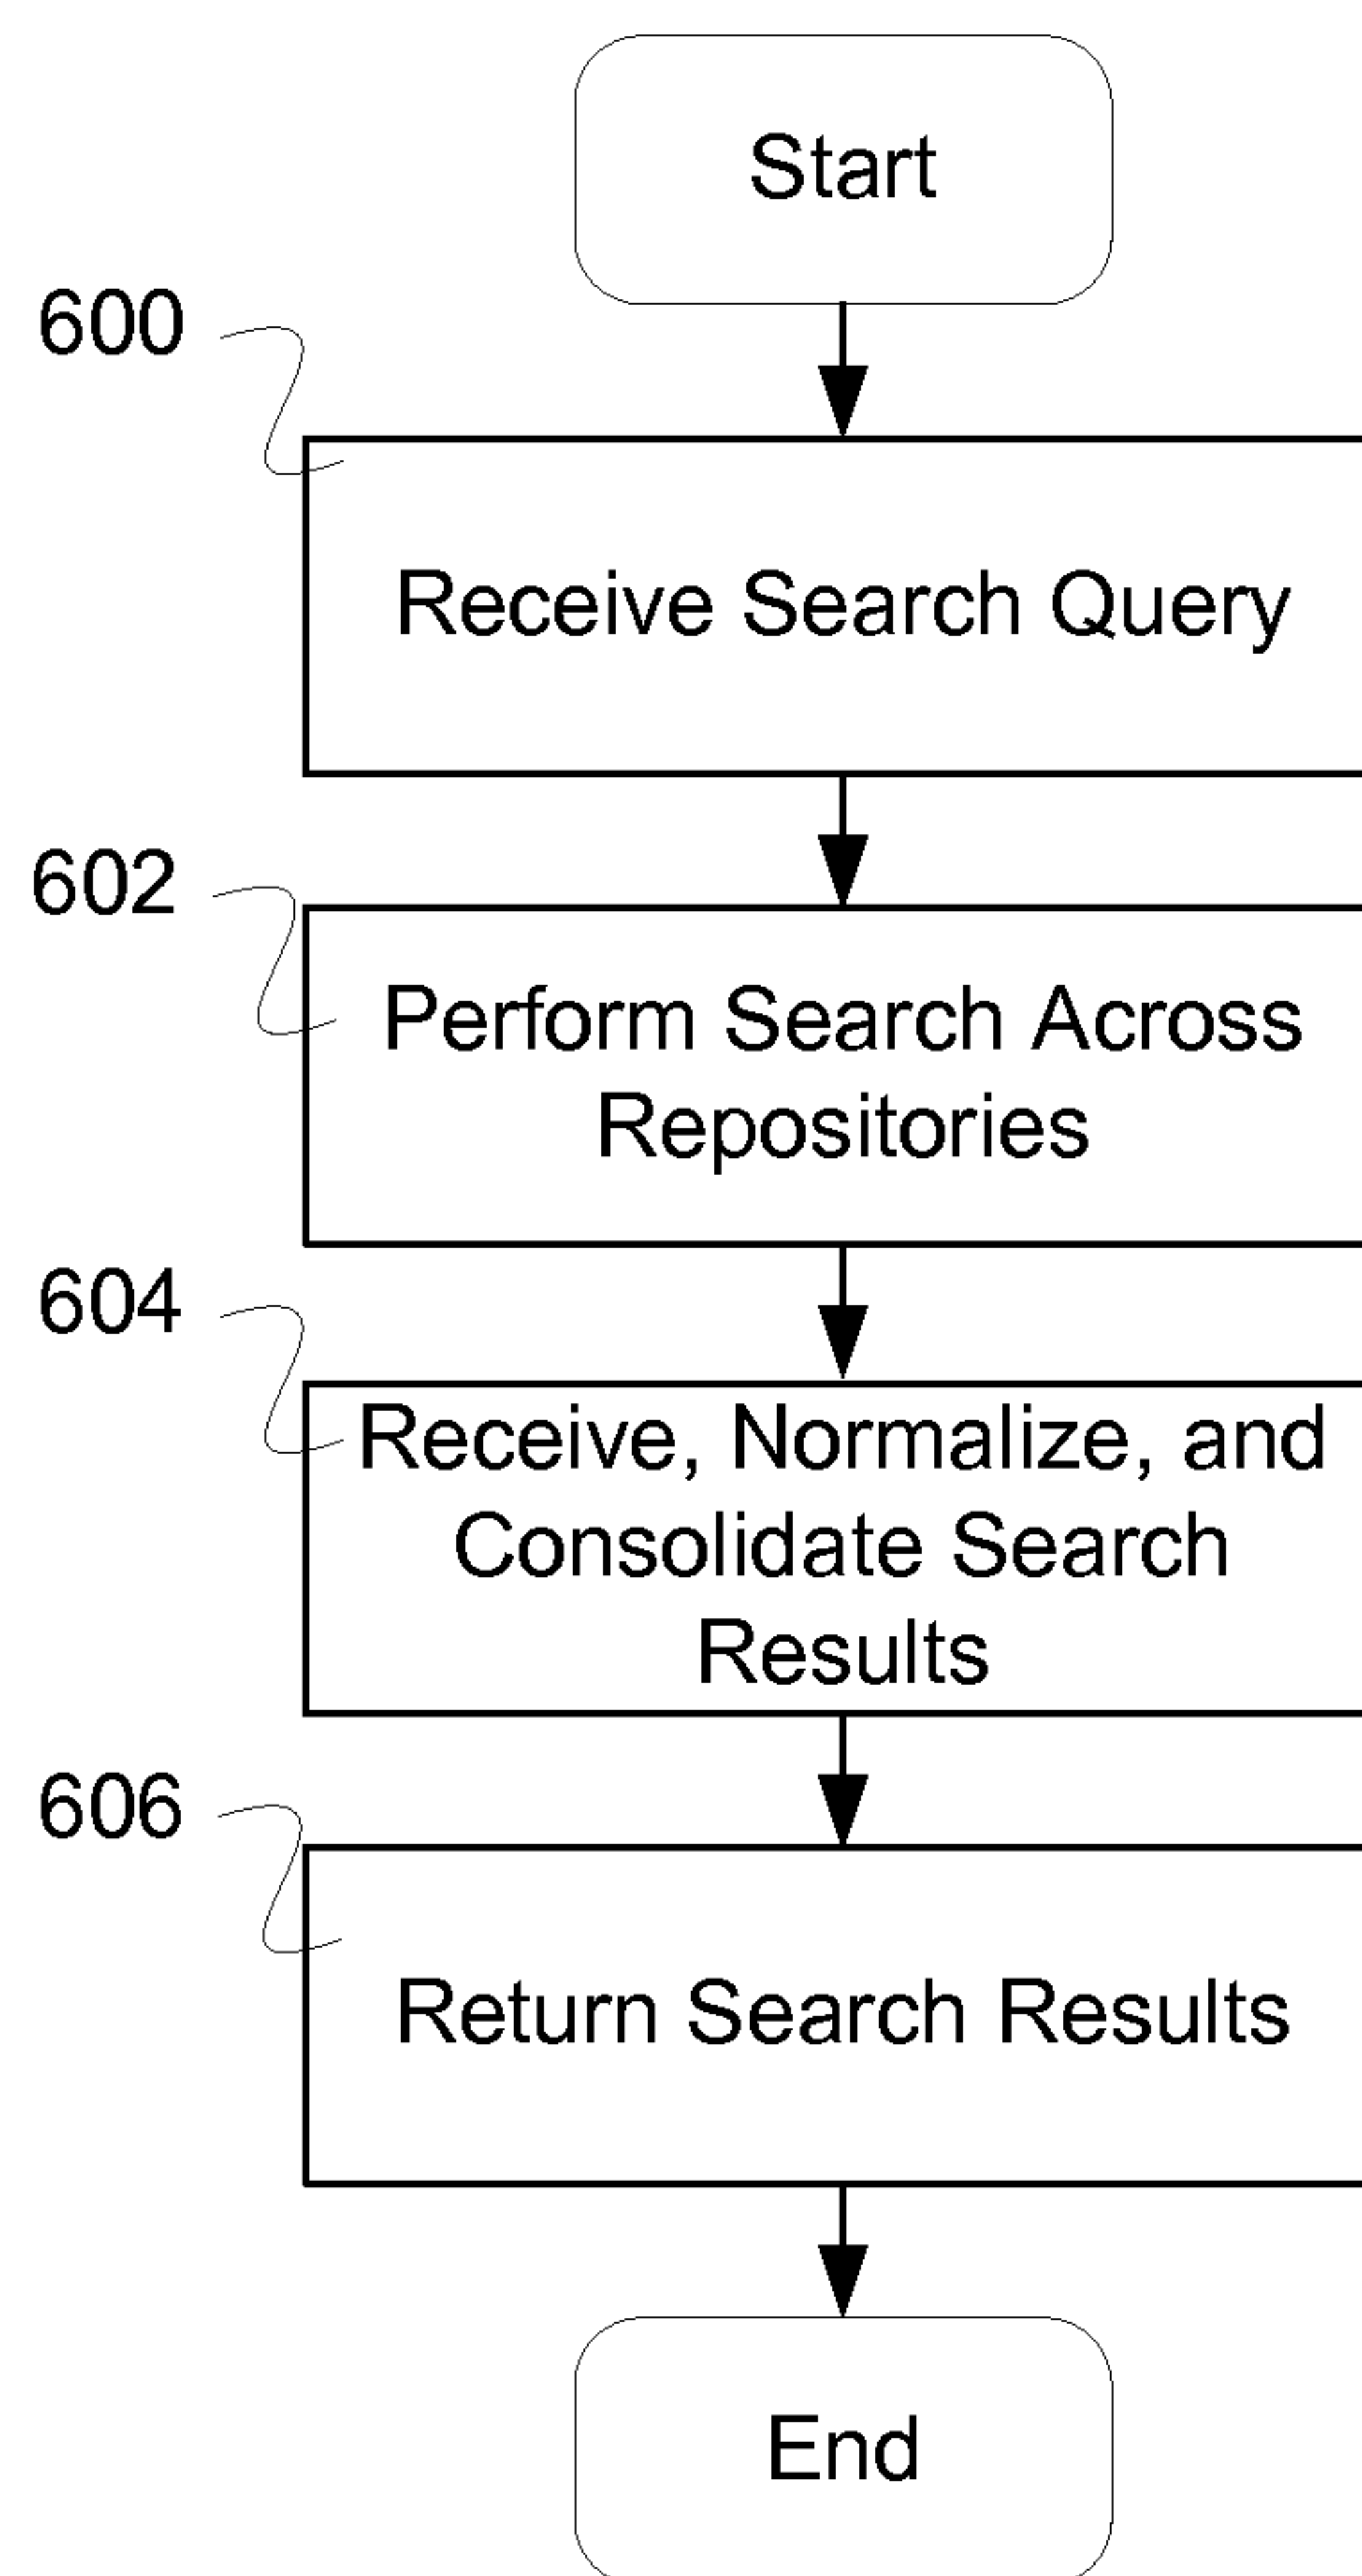 Start
600
Receive Search Query
602
Perform Search Across
Repositories
604
Receive, Normalize, and
Consolidate Search
Results
606
Return Search Results
End